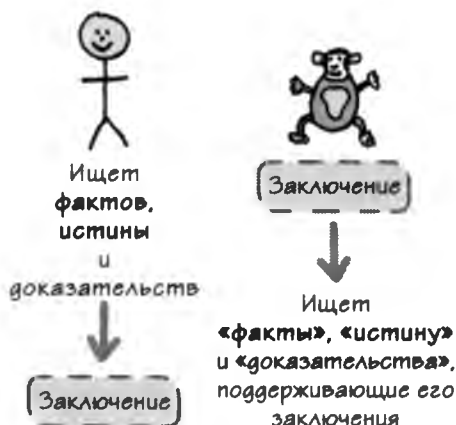 Ищет
фактов,
истины
и
доказательств
Заключение
Заключение
Ищет
«факты», «истину»
и «доказательства»,
поддерживающие его
заключения